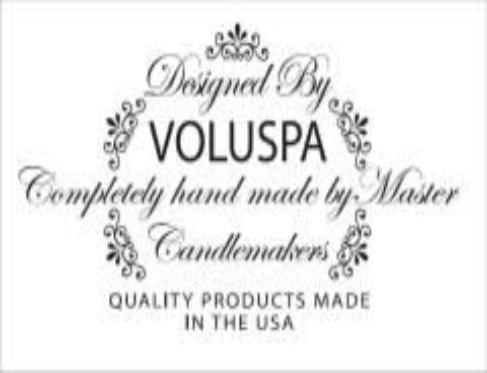 Designed By
VOLUSPA
Completely hand made by Master
Candlemakers
QUALITY PRODUCTS MADE
IN THE USA